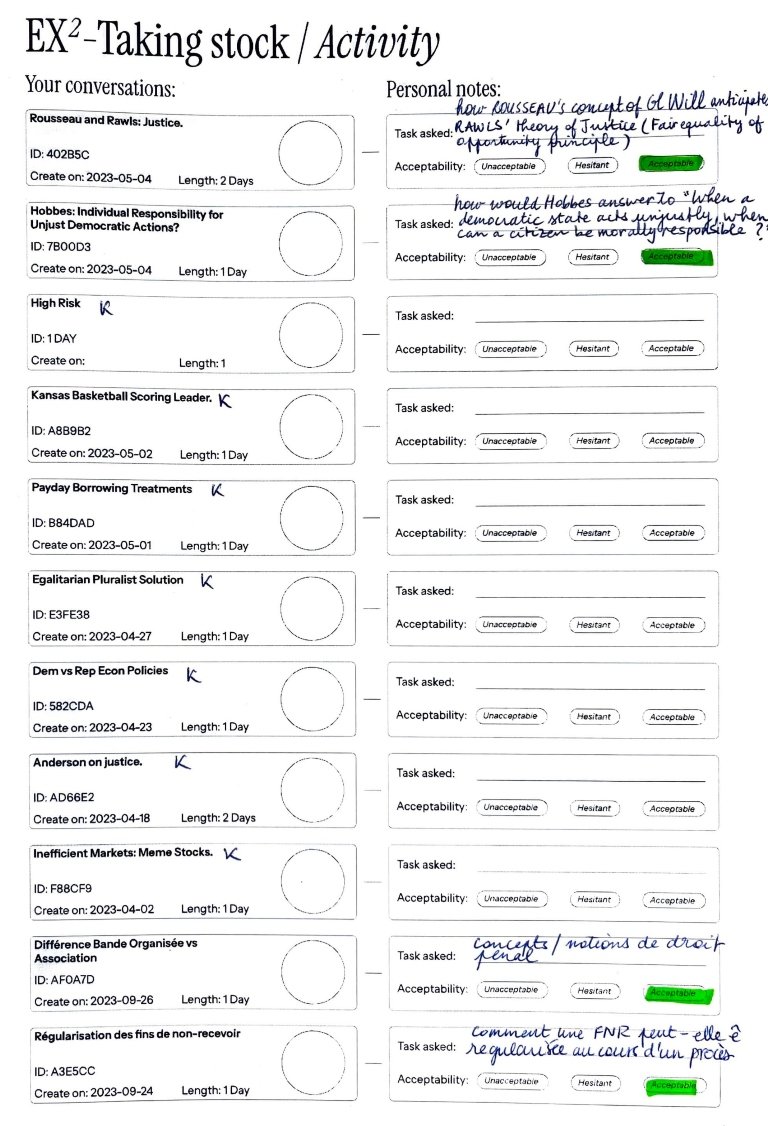 EX²-Taking stock / Activity
Your conversations:
Personal notes:
Rousseau and Rawls: Justice.
ID: 402B5C
Create on: 2023-05-04 Length: 2 Days
how ROUSSEAU's concept of Gl Will anticipates
Task asked: RAWLS' theory of Justice (Fair equality of
opportunity principle)
Acceptability: Unacceptable Hesitant Acceptable
Hobbes: Individual Responsibility for
Unjust Democratic Actions?
ID: 7B00D3
Create on: 2023-05-04 Length: 1 Day
how would Hobbes answer to "When a
Task asked: democratic state acts unjustly, when
can a citizen be morally responsible ?"
Acceptability: Unacceptable Hesitant Acceptable
High Risk K
ID: 1 DAY
Create on: Length: 1
Task asked:
Acceptability: Unacceptable Hesitant Acceptable
Kansas Basketball Scoring Leader. K
ID: A8B9B2
Create on: 2023-05-02 Length: 1 Day
Task asked:
Acceptability: Unacceptable Hesitant Acceptable
Payday Borrowing Treatments K
ID: B84DAD
Create on: 2023-05-01 Length: 1 Day
Task asked:
Acceptability: Unacceptable Hesitant Acceptable
Egalitarian Pluralist Solution K
ID: E3FE38
Create on: 2023-04-27 Length: 1 Day
Task asked:
Acceptability: Unacceptable Hesitant Acceptable
Dem vs Rep Econ Policies K
ID: 582CDA
Create on: 2023-04-23 Length: 1 Day
Task asked:
Acceptability: Unacceptable Hesitant Acceptable
Anderson on justice. K
ID: AD66E2
Create on: 2023-04-18 Length: 2 Days
Task asked:
Acceptability: Unacceptable Hesitant Acceptable
Inefficient Markets: Meme Stocks. K
ID: F88CF9
Create on: 2023-04-02 Length: 1 Day
Task asked:
Acceptability: Unacceptable Hesitant Acceptable
Différence Bande Organisée vs
Association
ID: AF0A7D
Create on: 2023-09-26 Length: 1 Day
concepts / notions de droit
Task asked: pénal
Acceptability: Unacceptable Hesitant Acceptable
Régularisation des fins de non-recevoir
ID: A3E5CC
Create on: 2023-09-24 Length: 1 Day
comment une FNR peut-elle ê
Task asked: régularisée au cours d'un procès
Acceptability: Unacceptable Hesitant Acceptable